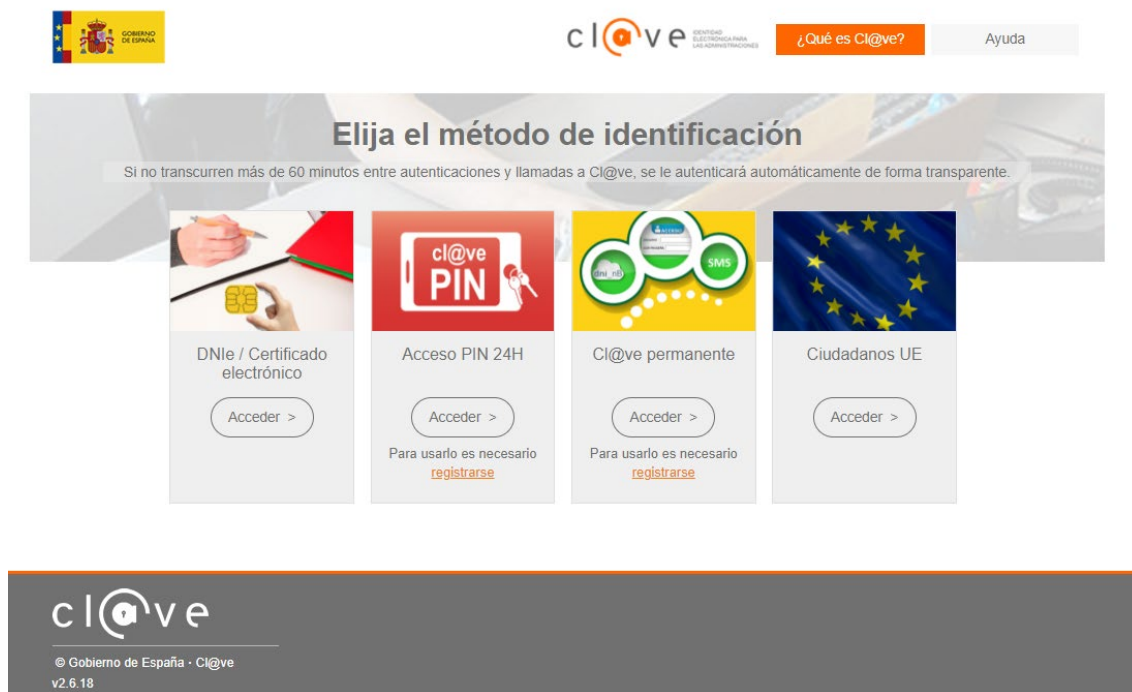 GOBIERNO
DE ESPAÑA
cl@ve
IDENTIDAD
ELECTRÓNICA PARA
LAS ADMINISTRACIONES
¿Qué es Cl@ve?
Ayuda
Elija el método de identificación
Si no transcurren más de 60 minutos entre autenticaciones y llamadas a Cl@ve, se le autenticará automáticamente de forma transparente.
cl@ve
PIN
ACCESO
SMS
DNIe / Certificado
electrónico
Acceder >
Acceso PIN 24H
Acceder >
Para usarlo es necesario
registrarse
Cl@ve permanente
Acceder >
Para usarlo es necesario
registrarse
Ciudadanos UE
Acceder >
cl@ve
© Gobierno de España · Cl@ve
v2.6.18